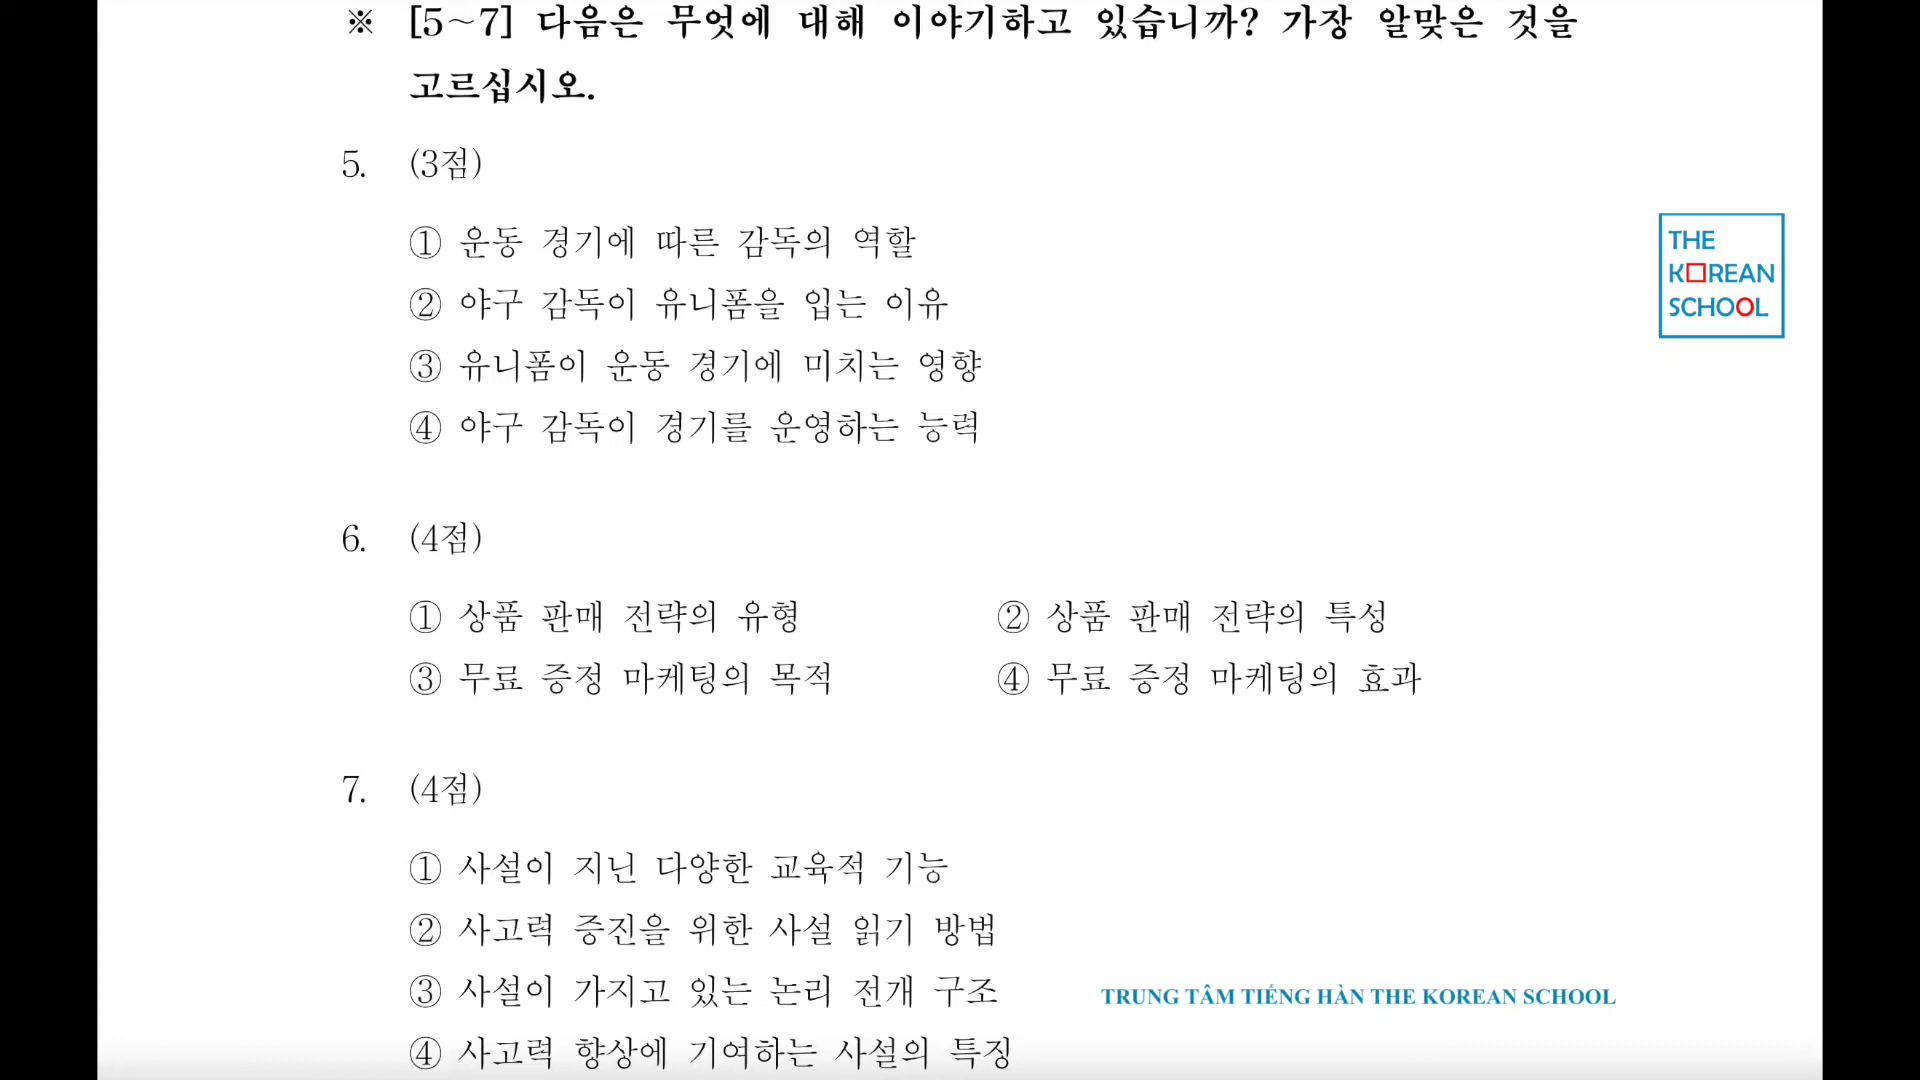 ※ [5～7] 다음은 무엇에 대해 이야기하고 있습니까? 가장 알맞은 것을
고르십시오.
5. (3점)
① 운동 경기에 따른 감독의 역할
② 야구 감독이 유니폼을 입는 이유
③ 유니폼이 운동 경기에 미치는 영향
④ 야구 감독이 경기를 운영하는 능력
THE
KOREAN
SCHOOL
6. (4점)
① 상품 판매 전략의 유형 ② 상품 판매 전략의 특성
③ 무료 증정 마케팅의 목적 ④ 무료 증정 마케팅의 효과
7. (4점)
① 사설이 지닌 다양한 교육적 기능
② 사고력 증진을 위한 사설 읽기 방법
③ 사설이 가지고 있는 논리 전개 구조
④ 사고력 향상에 기여하는 사설의 특징
TRUNG TÂM TIẾNG HÀN THE KOREAN SCHOOL